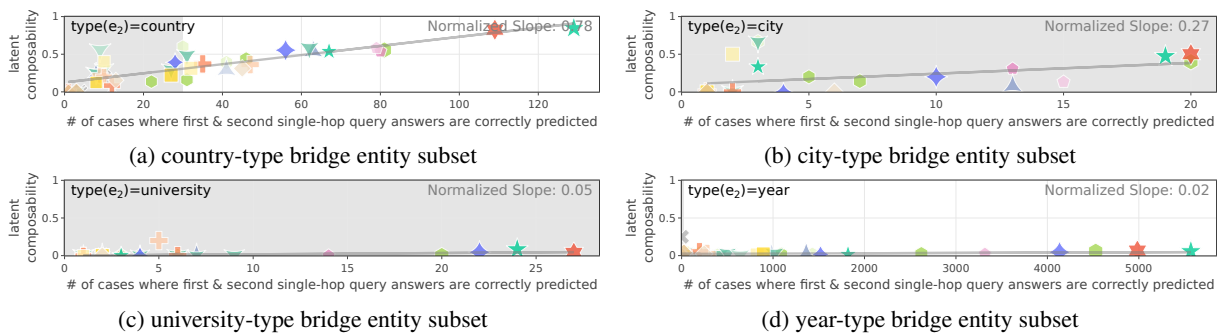 type(e₂)=country
Normalized Slope: 0.78
latent
composability
1
0.5
0
0
20
40
60
80
100
120
# of cases where first & second single-hop query answers are correctly predicted
(a) country-type bridge entity subset
type(e₂)=city
Normalized Slope: 0.27
latent
composability
1
0.5
0
0
5
10
15
20
# of cases where first & second single-hop query answers are correctly predicted
(b) city-type bridge entity subset
type(e₂)=university
Normalized Slope: 0.05
latent
composability
1
0.5
0
0
5
10
15
20
25
# of cases where first & second single-hop query answers are correctly predicted
(c) university-type bridge entity subset
type(e₂)=year
Normalized Slope: 0.02
latent
composability
1
0.5
0
0
1000
2000
3000
4000
5000
# of cases where first & second single-hop query answers are correctly predicted
(d) year-type bridge entity subset